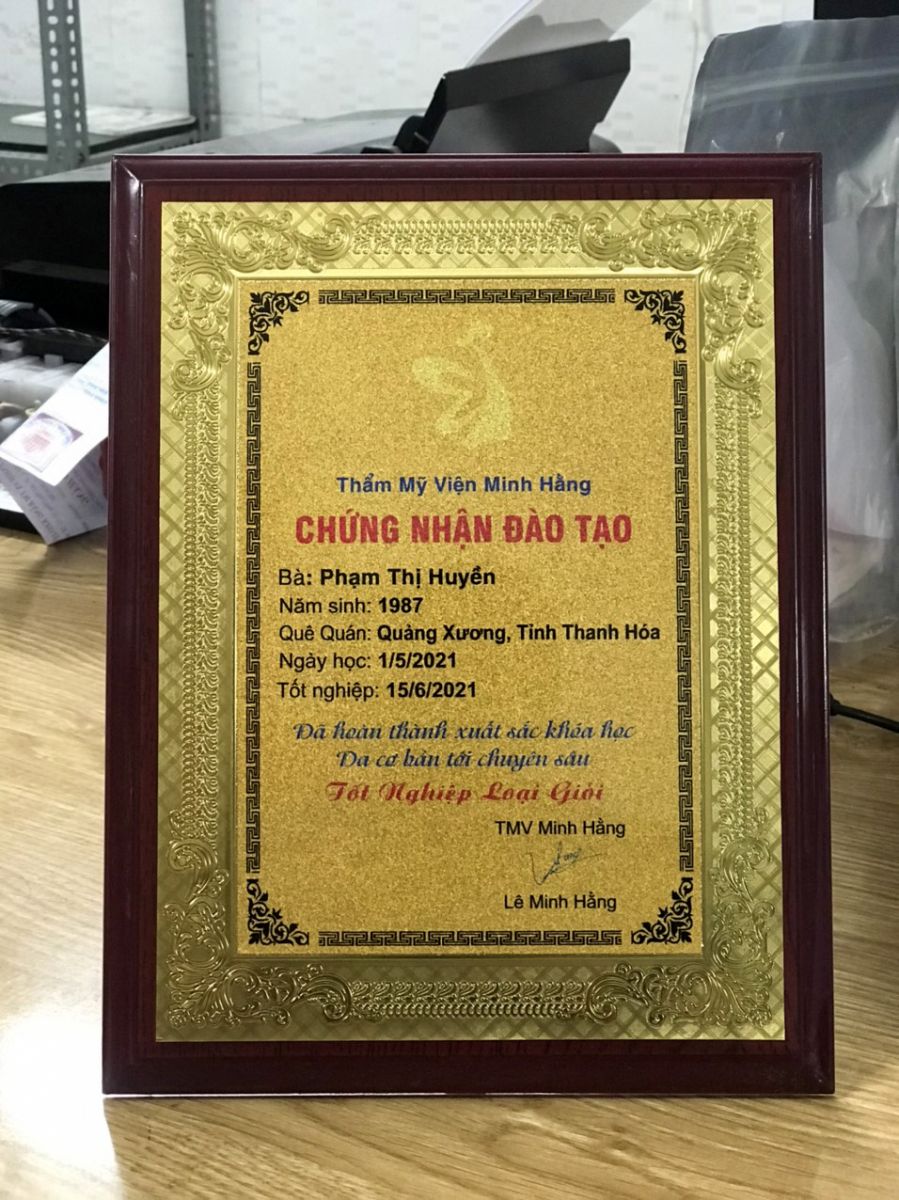 Thẩm Mỹ Viện Minh Hằng
CHỨNG NHẬN ĐÀO TẠO
Bà: Phạm Thị Huyền
Năm sinh: 1987
Quê Quán: Quảng Xương, Tỉnh Thanh Hóa
Ngày học: 1/5/2021
Tốt nghiệp: 15/6/2021
Đã hoàn thành xuất sắc khóa học
Da cơ bản tới chuyên sâu
Tốt Nghiệp Loại Giỏi
TMV Minh Hằng
Lê Minh Hằng